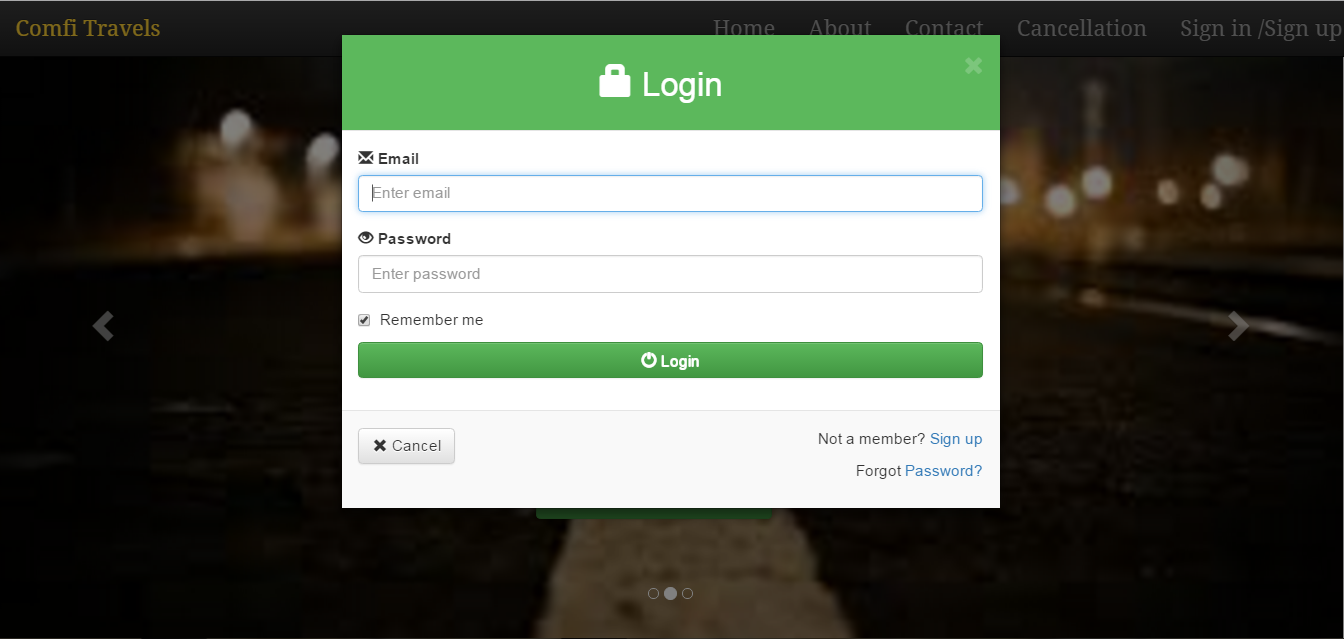 Comfi Travels Home About Contact Cancellation Sign in /Sign up
Login
Email
Enter email
Password
Enter password
Remember me
Login
Cancel
Not a member? Sign up
Forgot Password?